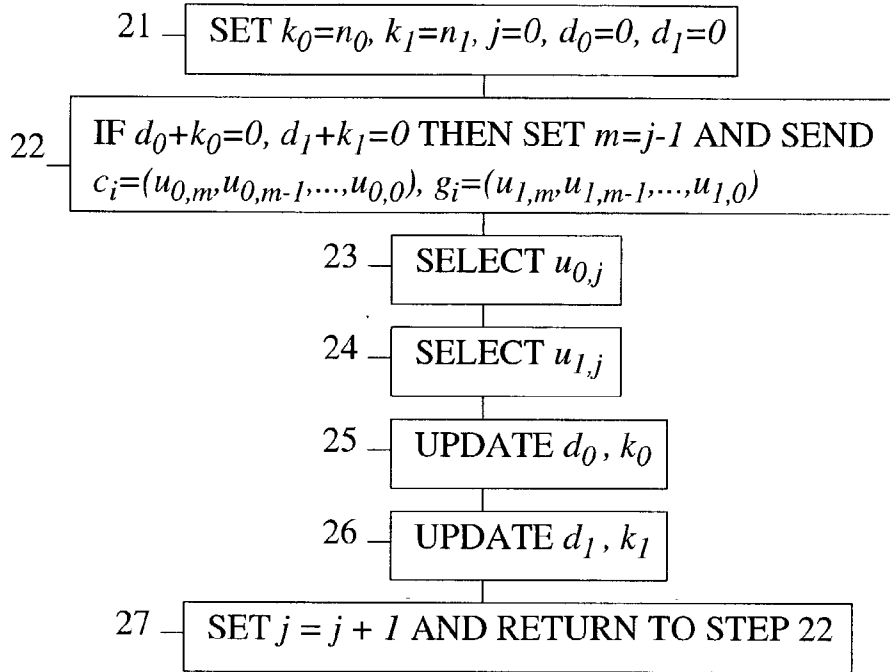 21 SET k₀=n₀, k₁=n₁, j=0, d₀=0, d₁=0
22 IF d₀+k₀=0, d₁+k₁=0 THEN SET m=j-1 AND SEND
cᵢ=(u₀,ₘ,u₀,ₘ₋₁,...,u₀,₀), gᵢ=(u₁,ₘ,u₁,ₘ₋₁,...,u₁,₀)
23 SELECT u₀,ⱼ
24 SELECT u₁,ⱼ
25 UPDATE d₀, k₀
26 UPDATE d₁, k₁
27 SET j = j + 1 AND RETURN TO STEP 22